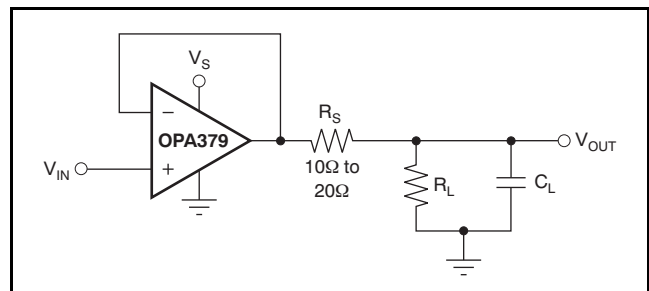 V_S
−
OPA379
+
V_IN
R_S
10Ω to
20Ω
R_L
C_L
V_OUT